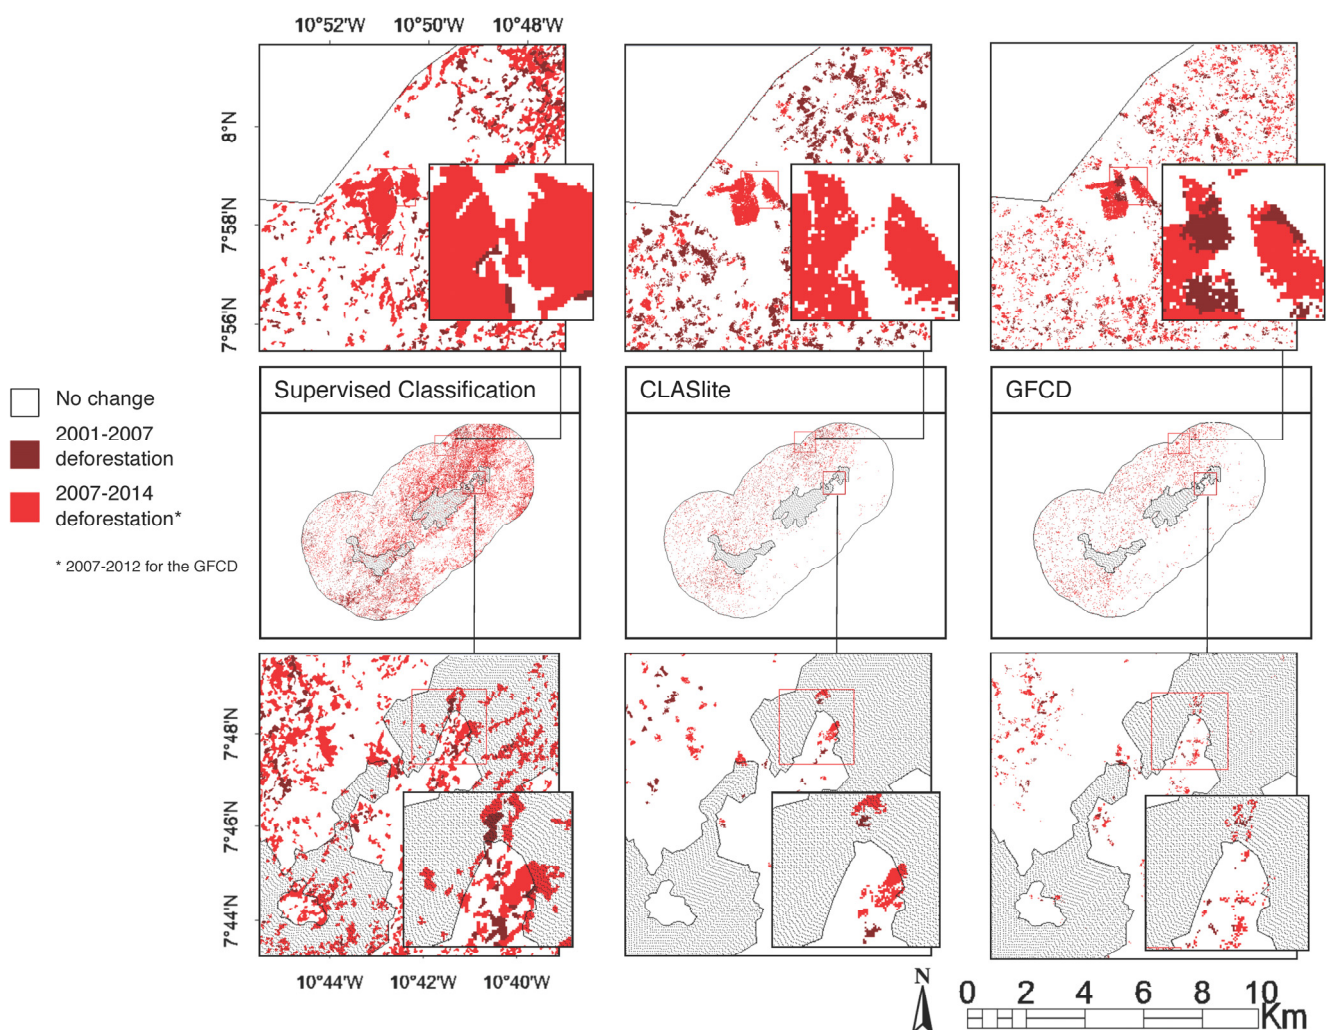 10°52'W 10°50'W 10°48'W
8°N
7°58'N
7°56'N
Supervised Classification
CLASlite
GFCD
No change
2001-2007
deforestation
2007-2014
deforestation*
* 2007-2012 for the GFCD
7°48'N
7°46'N
7°44'N
10°44'W 10°42'W 10°40'W
N
0 2 4 6 8 10
Km